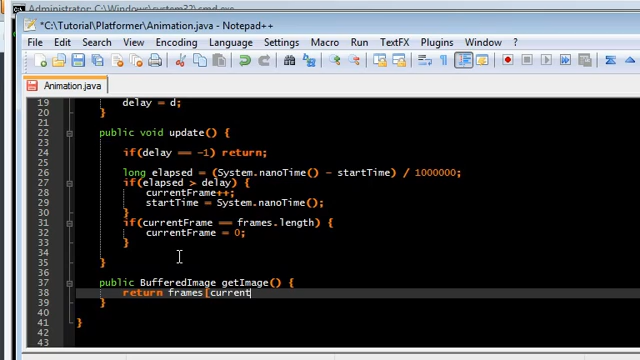 Administrator: C:\Windows\system32\cmd.exe
*C:\Tutorial\Platformer\Animation.java - Notepad++
File Edit Search View Encoding Language Settings Macro Run TextFX Plugins Window ?
Animation.java
19 delay = d;
20 }
21
22 public void update() {
23
24 if(delay == -1) return;
25
26 long elapsed = (System.nanoTime() - startTime) / 1000000;
27 if(elapsed > delay) {
28 currentFrame++;
29 startTime = System.nanoTime();
30 }
31 if(currentFrame == frames.length) {
32 currentFrame = 0;
33 }
34
35 }
36
37 public BufferedImage getImage() {
38 return frames[current
39 }
40
41 }
42
43